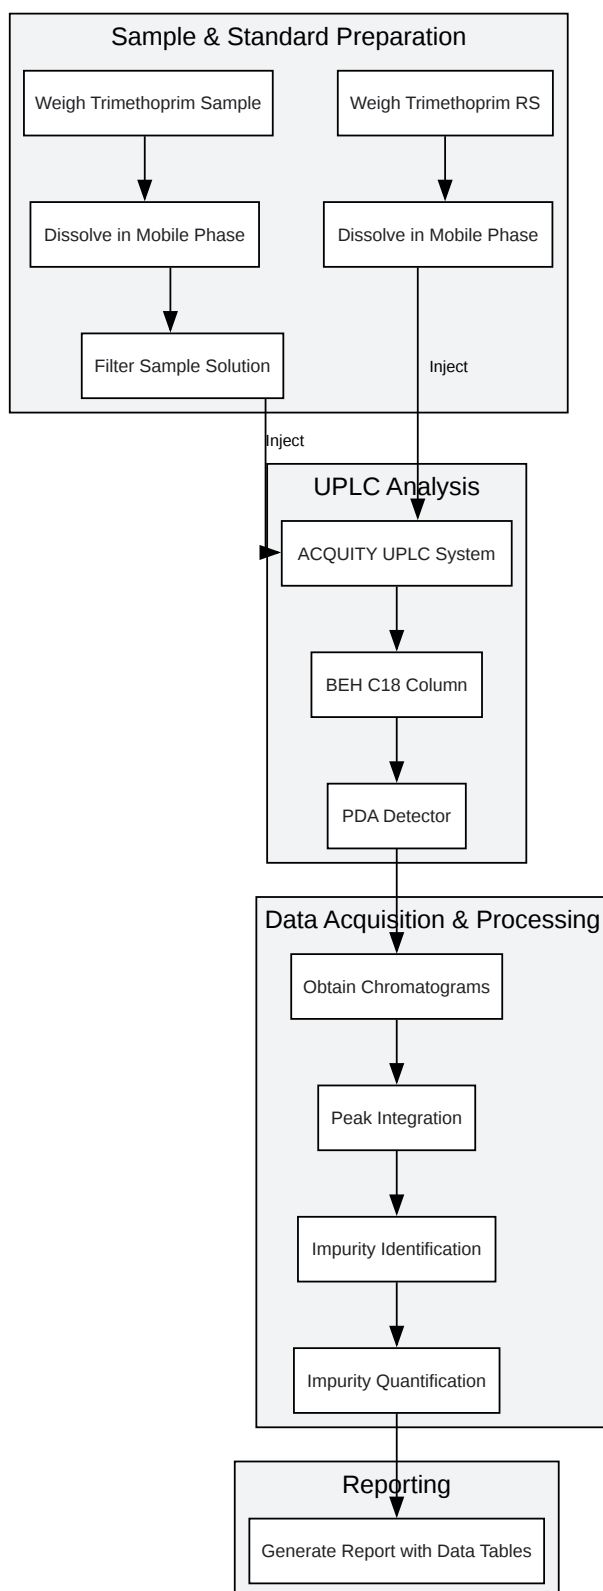 Sample & Standard Preparation
Weigh Trimethoprim Sample
Weigh Trimethoprim RS
Dissolve in Mobile Phase
Dissolve in Mobile Phase
Filter Sample Solution
Inject
Inject
UPLC Analysis
ACQUITY UPLC System
BEH C18 Column
PDA Detector
Data Acquisition & Processing
Obtain Chromatograms
Peak Integration
Impurity Identification
Impurity Quantification
Reporting
Generate Report with Data Tables